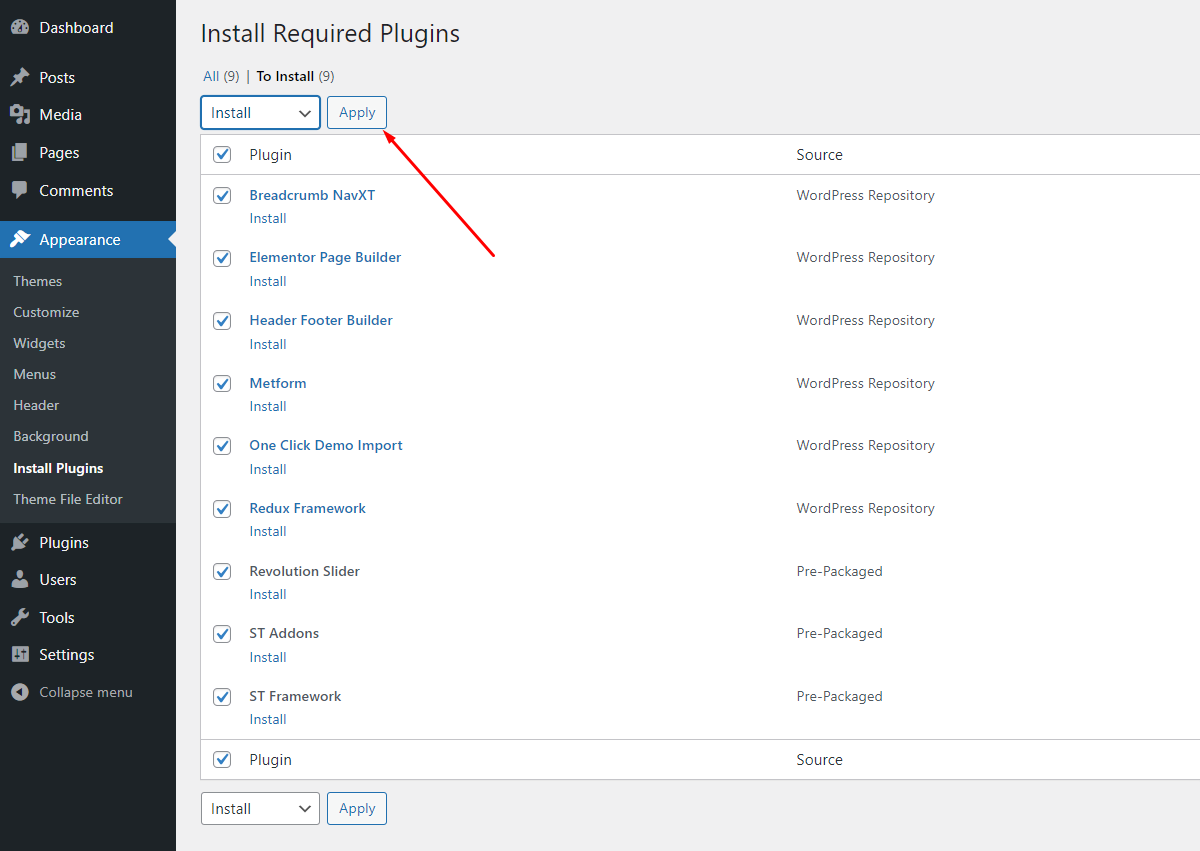 Dashboard
Posts
Media
Pages
Comments
Appearance
Themes
Customize
Widgets
Menus
Header
Background
Install Plugins
Theme File Editor
Plugins
Users
Tools
Settings
Collapse menu
Install Required Plugins
All (9) | To Install (9)
Install Apply
Plugin Source
Breadcrumb NavXT WordPress Repository
Install
Elementor Page Builder WordPress Repository
Install
Header Footer Builder WordPress Repository
Install
Metform WordPress Repository
Install
One Click Demo Import WordPress Repository
Install
Redux Framework WordPress Repository
Install
Revolution Slider Pre-Packaged
Install
ST Addons Pre-Packaged
Install
ST Framework Pre-Packaged
Install
Plugin Source
Install Apply